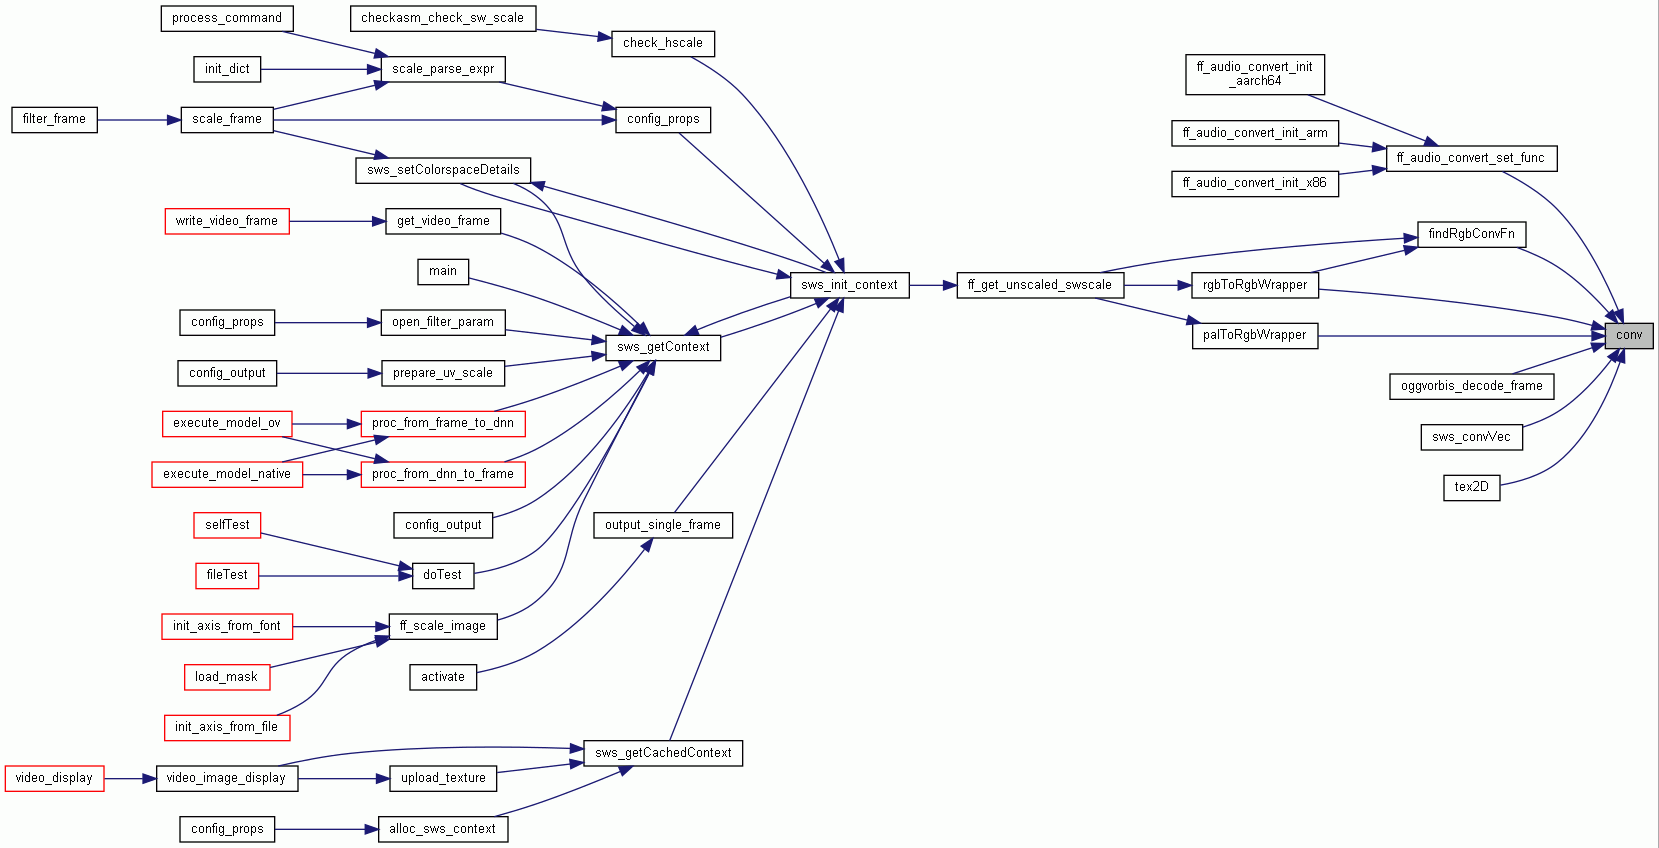 process_command
checkasm_check_sw_scale
check_hscale
init_dict
scale_parse_expr
ff_audio_convert_init
_aarch64
filter_frame
scale_frame
config_props
ff_audio_convert_init_arm
sws_setColorspaceDetails
ff_audio_convert_set_func
ff_audio_convert_init_x86
write_video_frame
get_video_frame
findRgbConvFn
main
sws_init_context
ff_get_unscaled_swscale
rgbToRgbWrapper
config_props
open_filter_param
sws_getContext
palToRgbWrapper
conv
config_output
prepare_uv_scale
oggvorbis_decode_frame
execute_model_ov
proc_from_frame_to_dnn
sws_convVec
execute_model_native
proc_from_dnn_to_frame
tex2D
selfTest
config_output
output_single_frame
fileTest
doTest
init_axis_from_font
ff_scale_image
load_mask
activate
init_axis_from_file
sws_getCachedContext
video_display
video_image_display
upload_texture
config_props
alloc_sws_context